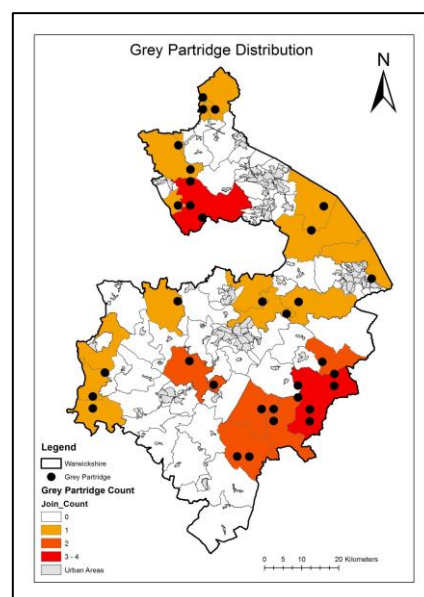 Grey Partridge Distribution
N
Legend
Warwickshire
Grey Partridge
Grey Partridge Count
Join_Count
0
1
2
3 - 4
Urban Areas
0 5 10 20 Kilometers